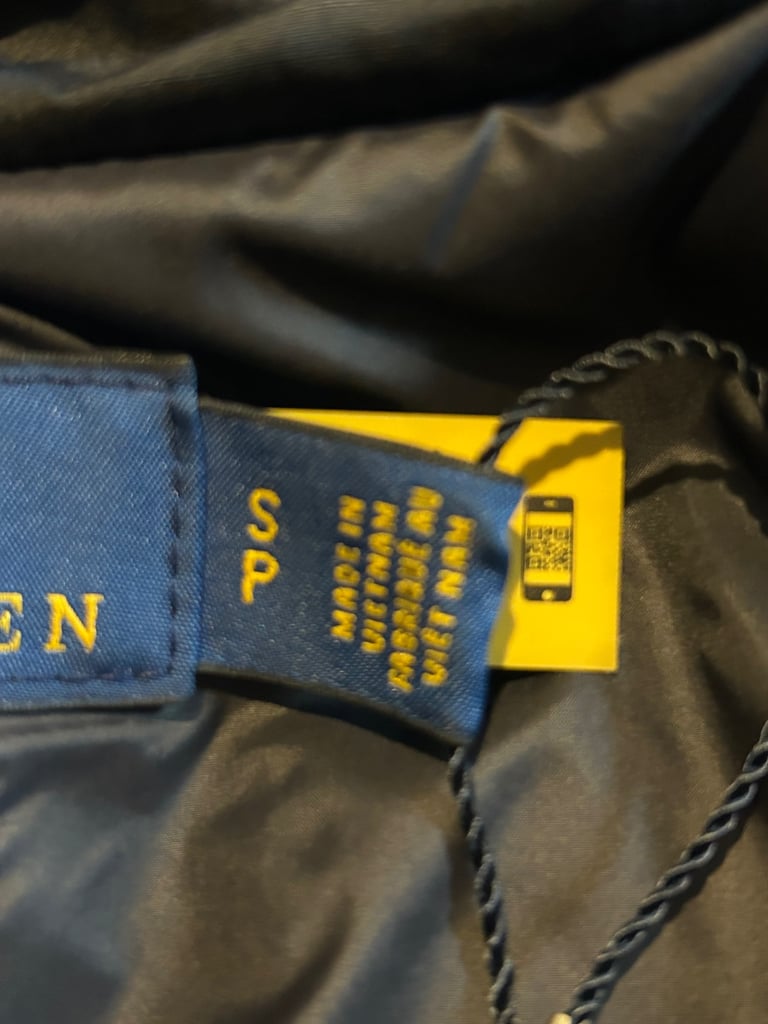 EN
S
P
MADE IN
VIETNAM
FABRIQUÉ AU
VIET NAM